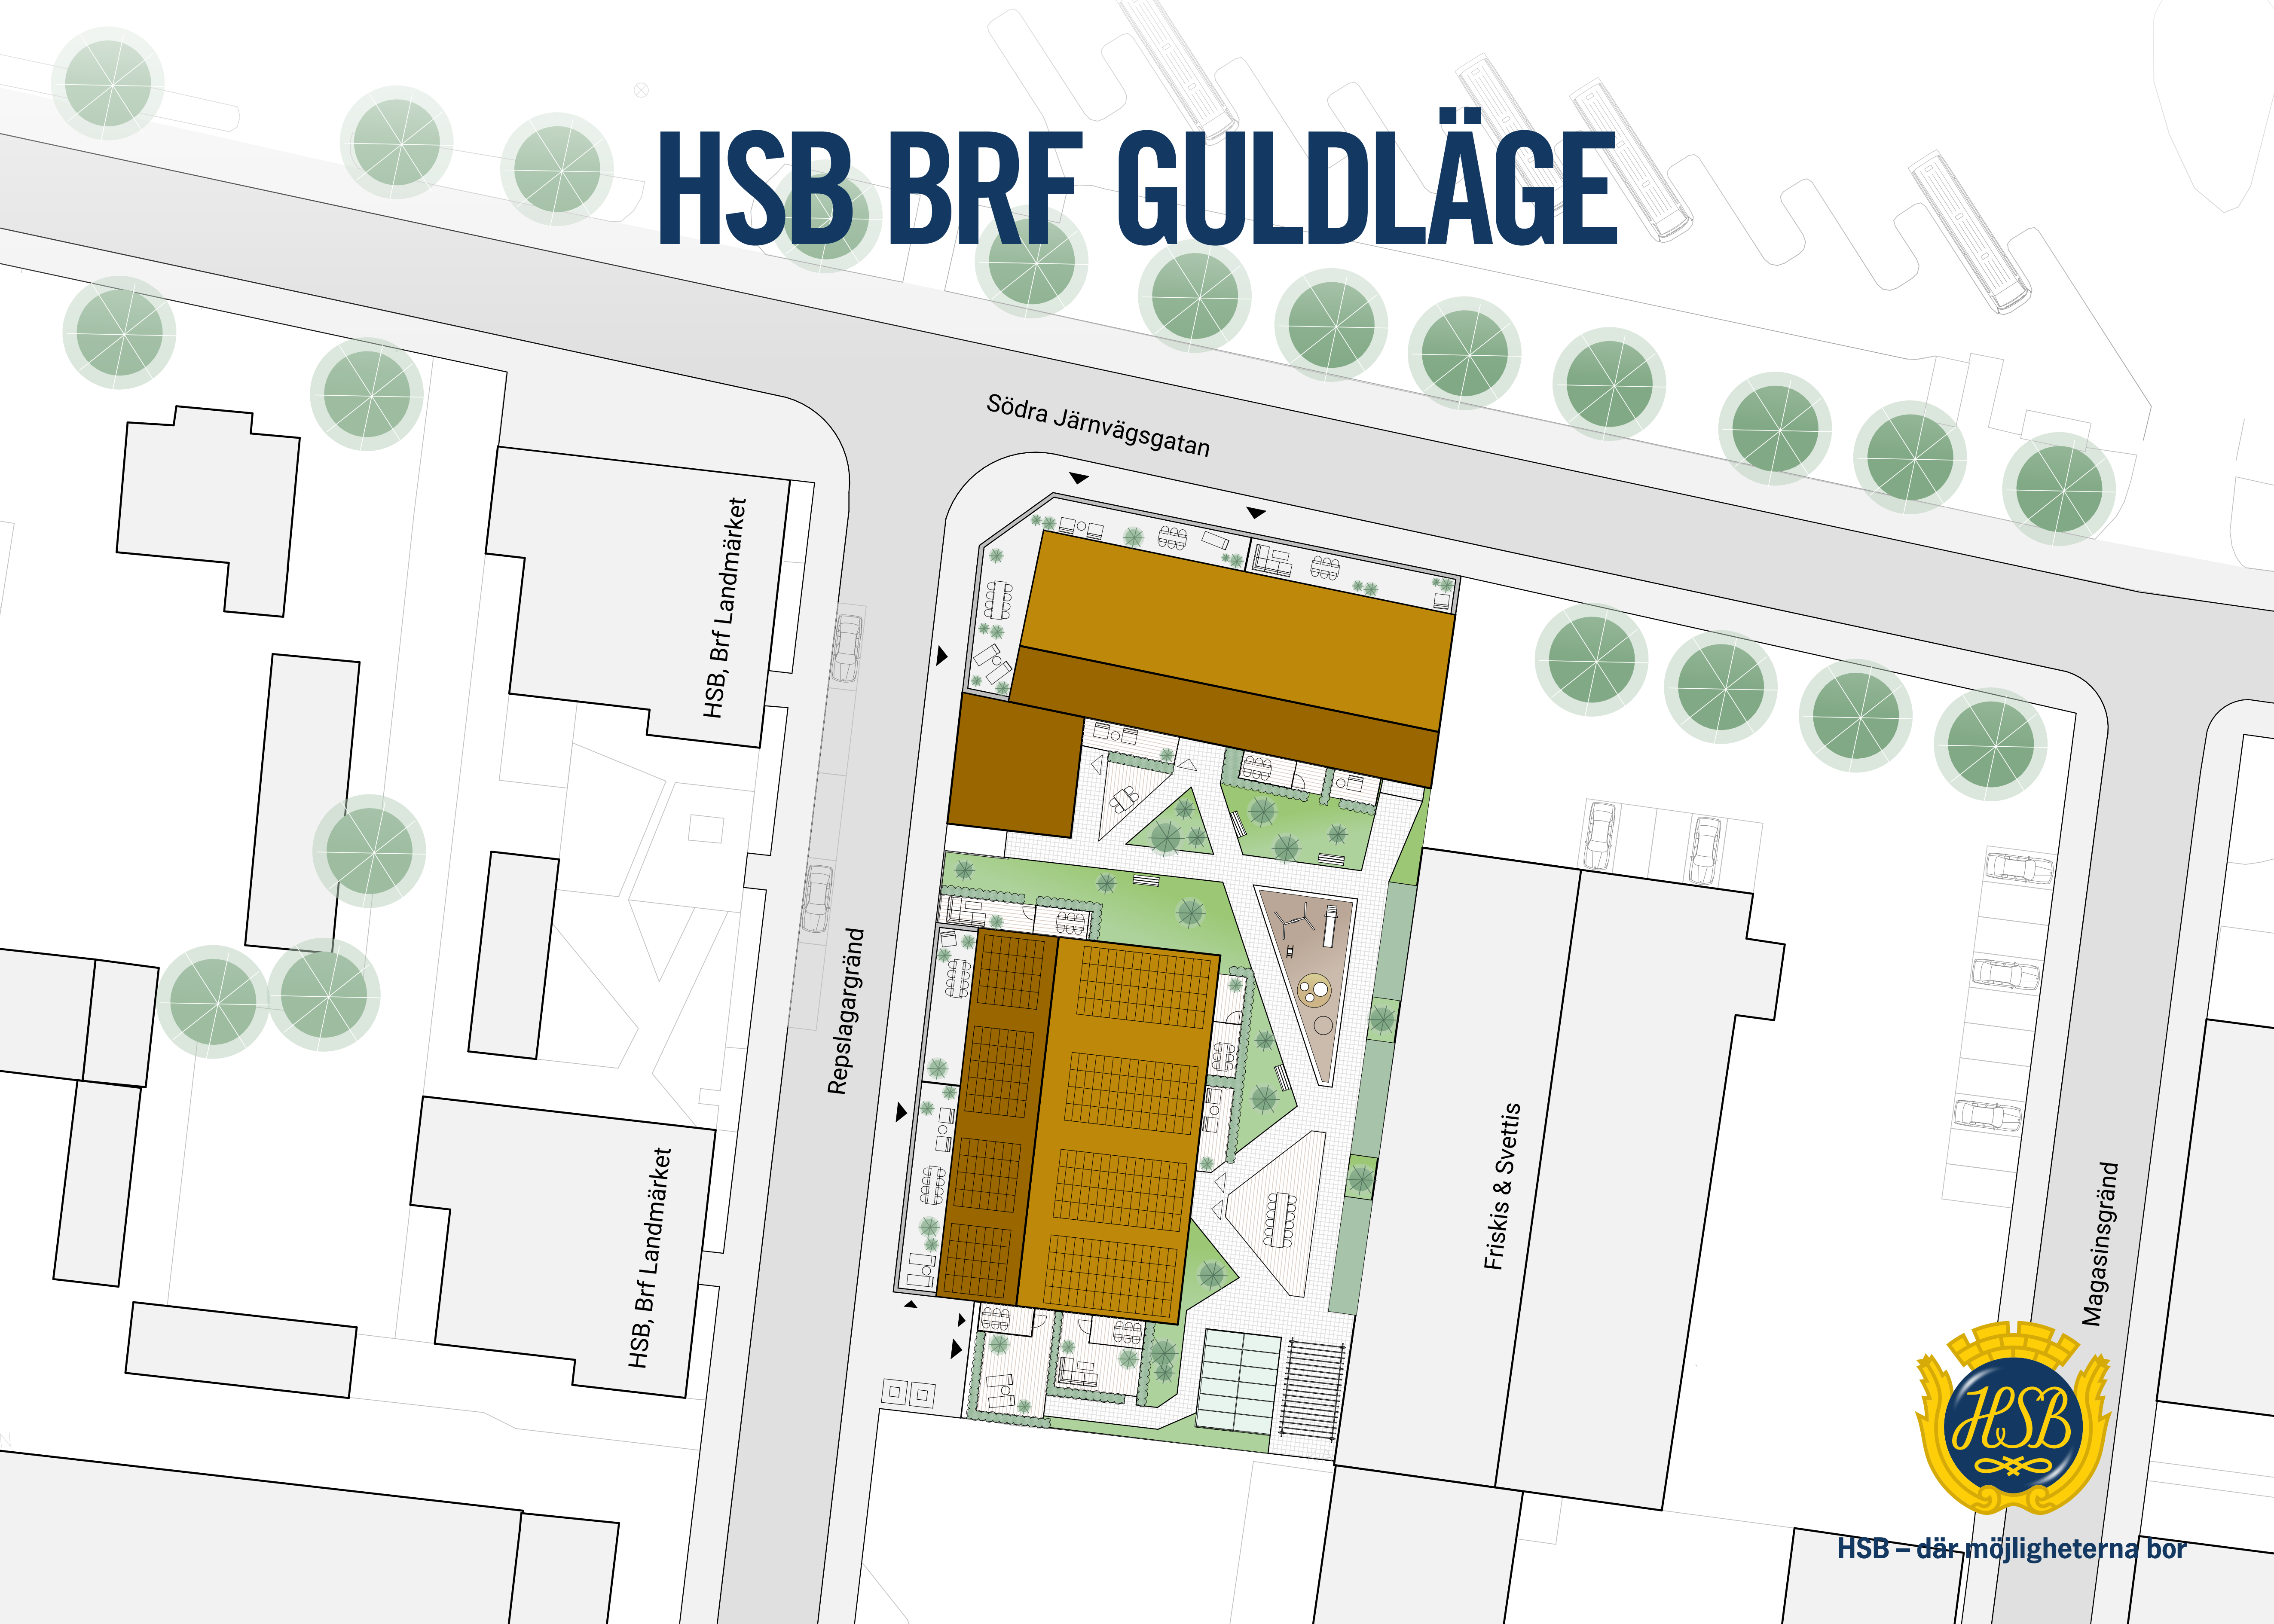 HSB BRF GULDLÄGE
Södra Järnvägsgatan
HSB, Brf Landmärket
Repslagargränd
HSB, Brf Landmärket
Friskis & Svettis
Magasinsgränd
HSB
HSB – där möjligheterna bor